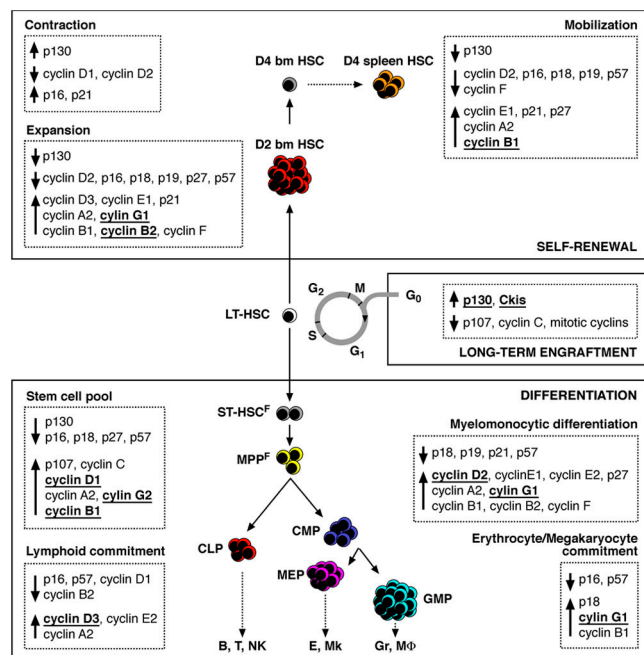 Contraction
p130
cyclin D1, cyclin D2
p16, p21
Expansion
p130
cyclin D2, p16, p18, p19, p27, p57
cyclin D3, cyclin E1, p21
cyclin A2, cylin G1
cyclin B1, cyclin B2, cyclin F
D4 bm HSC
D4 spleen HSC
D2 bm HSC
Mobilization
p130
cyclin D2, p16, p18, p19, p57
cyclin F
cyclin E1, p21, p27
cyclin A2
cyclin B1
SELF-RENEWAL
LT-HSC
G2
M
G0
S
G1
p130, Ckis
p107, cyclin C, mitotic cyclins
LONG-TERM ENGRAFTMENT
DIFFERENTIATION
Stem cell pool
p130
p16, p18, p27, p57
p107, cyclin C
cyclin D1
cyclin A2, cyclin G2
cyclin B1
Lymphoid commitment
p16, p57, cyclin D1
cyclin B2
cyclin D3, cyclin E2
cyclin A2
ST-HSCF
MPPF
CLP
CMP
MEP
GMP
B, T, NK
E, Mk
Gr, MΦ
Myelomonocytic differentiation
p18, p19, p21, p57
cyclin D2, cyclinE1, cyclin E2, p27
cyclin A2, cyclin G1
cyclin B1, cyclin B2, cyclin F
Erythrocyte/Megakaryocyte
commitment
p16, p57
p18
cylin G1
cyclin B1